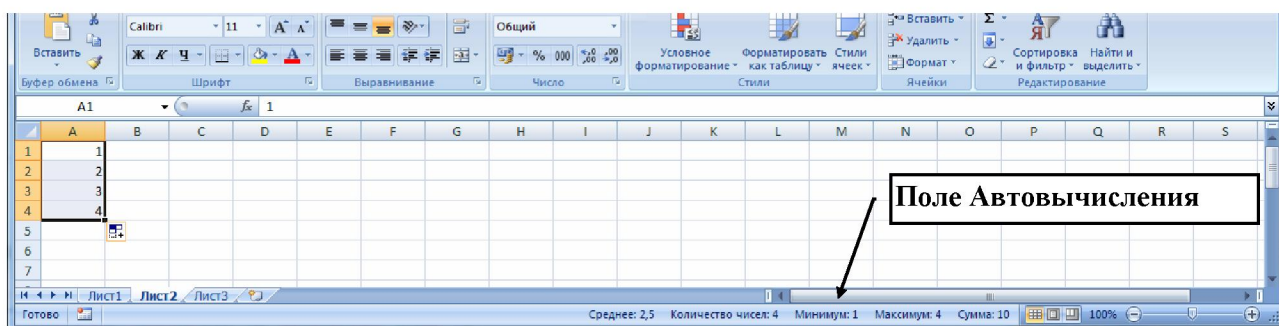 Calibri 11 A A Общий Вставить Σ
Вставить Ж К Ч A % 000 Условное форматирование Форматировать как таблицу Стили ячеек Удалить Формат Сортировка и фильтр Найти и выделить
Буфер обмена Шрифт Выравнивание Число Стили Ячейки Редактирование
A1 fx 1
A B C D E F G H I J K L M N O P Q R S
1 1
2 2
3 3
4 4
5
6
7
Поле Автовычисления
Лист1 Лист2 Лист3
Готово Среднее: 2,5 Количество чисел: 4 Минимум: 1 Максимум: 4 Сумма: 10 100%